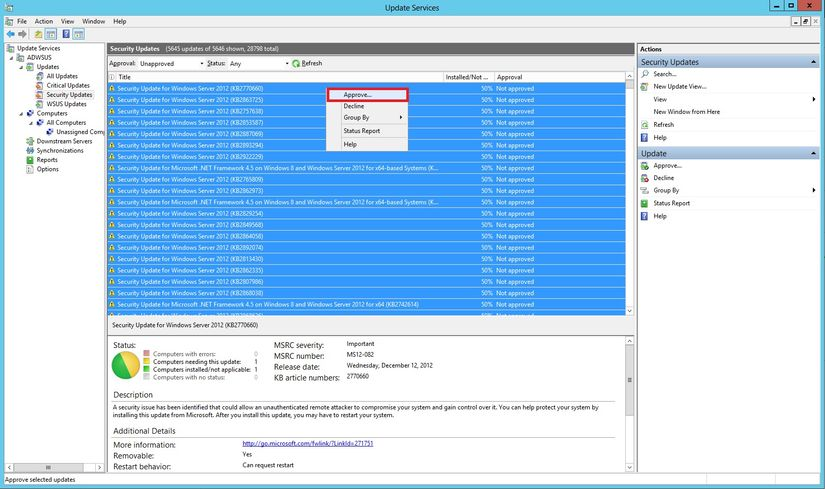 Update Services
File Action View Window Help
Update Services
ADWSUS
Updates
All Updates
Critical Updates
Security Updates
WSUS Updates
Computers
All Computers
Unassigned Comp
Downstream Servers
Synchronizations
Reports
Options
Security Updates (5645 updates of 5646 shown, 28798 total)
Approval: Unapproved Status: Any Refresh
Title Installed/Not ... Approval
Security Update for Windows Server 2012 (KB2770660) 50% Not approved
Security Update for Windows Server 2012 (KB2863725) 50% Not approved
Security Update for Windows Server 2012 (KB2757638) 50% Not approved
Security Update for Windows Server 2012 (KB2855587) 50% Not approved
Security Update for Windows Server 2012 (KB2887069) 50% Not approved
Security Update for Windows Server 2012 (KB2893294) 50% Not approved
Security Update for Windows Server 2012 (KB2922229) 50% Not approved
Security Update for Microsoft .NET Framework 4.5 on Windows 8 and Windows Server 2012 for x64-based Systems (K... 50% Not approved
Security Update for Windows Server 2012 (KB2765809) 50% Not approved
Security Update for Windows Server 2012 (KB2862973) 50% Not approved
Security Update for Microsoft .NET Framework 4.5 on Windows 8 and Windows Server 2012 for x64-based Systems (K... 50% Not approved
Security Update for Windows Server 2012 (KB2829254) 50% Not approved
Security Update for Windows Server 2012 (KB2849568) 50% Not approved
Security Update for Windows Server 2012 (KB2864058) 50% Not approved
Security Update for Windows Server 2012 (KB2892074) 50% Not approved
Security Update for Windows Server 2012 (KB2813430) 50% Not approved
Security Update for Windows Server 2012 (KB2862335) 50% Not approved
Security Update for Windows Server 2012 (KB2807986) 50% Not approved
Security Update for Windows Server 2012 (KB2868038) 50% Not approved
Security Update for Microsoft .NET Framework 4.5 on Windows 8 and Windows Server 2012 for x64 (KB2742614) 50% Not approved
Approve...
Decline
Group By
Status Report
Help
Security Update for Windows Server 2012 (KB2770660)
Status:
Computers with errors: 0
Computers needing this update: 1
Computers installed/not applicable: 1
Computers with no status: 0
MSRC severity: Important
MSRC number: MS12-082
Release date: Wednesday, December 12, 2012
KB article numbers: 2770660
Description
A security issue has been identified that could allow an unauthenticated remote attacker to compromise your system and gain control over it. You can help protect your system by
installing this update from Microsoft. After you install this update, you may have to restart your system.
Additional Details
More information: http://go.microsoft.com/fwlink/?LinkId=271751
Removable: Yes
Restart behavior: Can request restart
Actions
Security Updates
Search...
New Update View...
View
New Window from Here
Refresh
Help
Update
Approve...
Decline
Group By
Status Report
Help
Approve selected updates